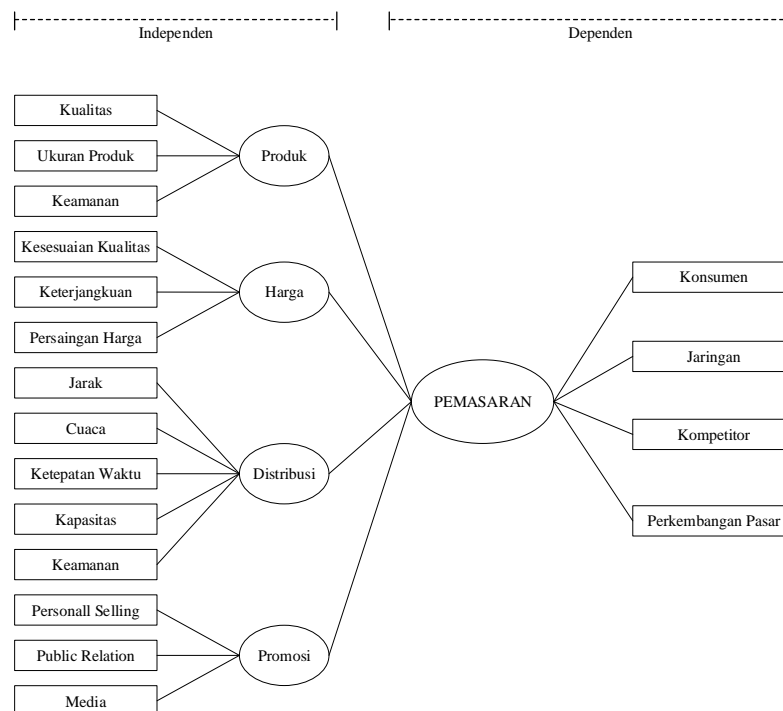 Independen
Dependen
Kualitas
Ukuran Produk
Keamanan
Produk
Kesesuaian Kualitas
Keterjangkuan
Persaingan Harga
Harga
Jarak
Cuaca
Ketepatan Waktu
Kapasitas
Keamanan
Distribusi
Personall Selling
Public Relation
Media
Promosi
PEMASARAN
Konsumen
Jaringan
Kompetitor
Perkembangan Pasar